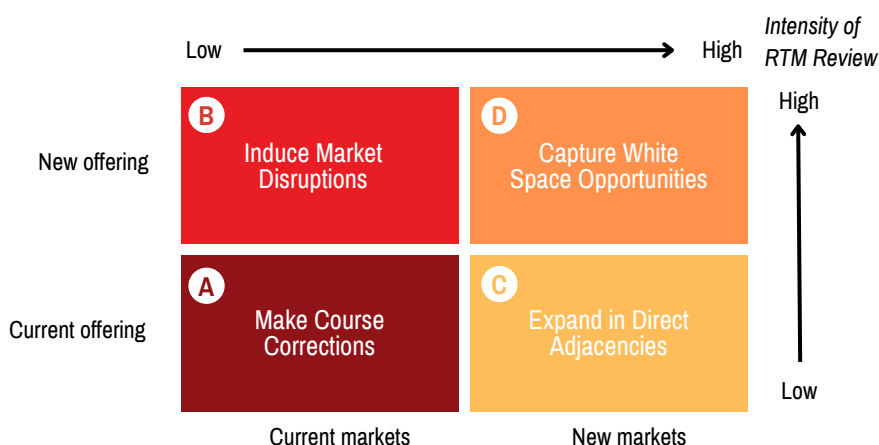 Low
High
Intensity of
RTM Review
High
New offering
B
Induce Market
Disruptions
D
Capture White
Space Opportunities
Current offering
A
Make Course
Corrections
C
Expand in Direct
Adjacencies
Low
Current markets
New markets